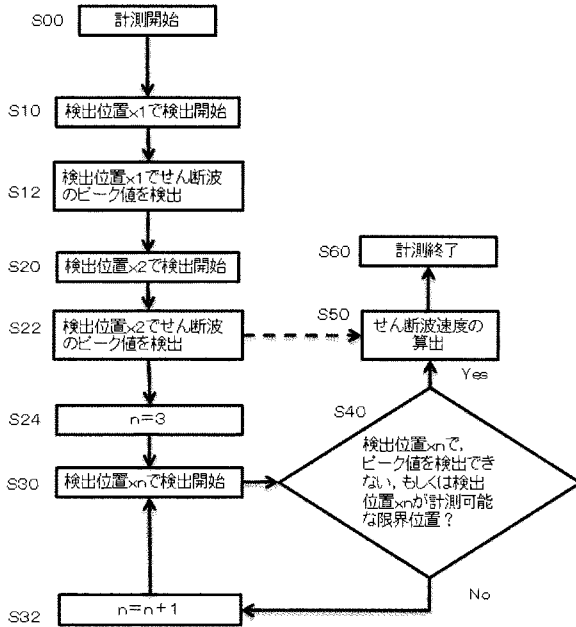 S00
計測開始
S10
検出位置x1で検出開始
S12
検出位置x1でせん断波
のピーク値を検出
S20
検出位置x2で検出開始
S22
検出位置x2でせん断波
のピーク値を検出
S24
n=3
S30
検出位置xnで検出開始
S32
n=n+1
S40
検出位置xnで,
ピーク値を検出でき
ない, もしくは検出
位置xnが計測可能
な限界位置?
Yes
No
S50
せん断波速度の
算出
S60
計測終了